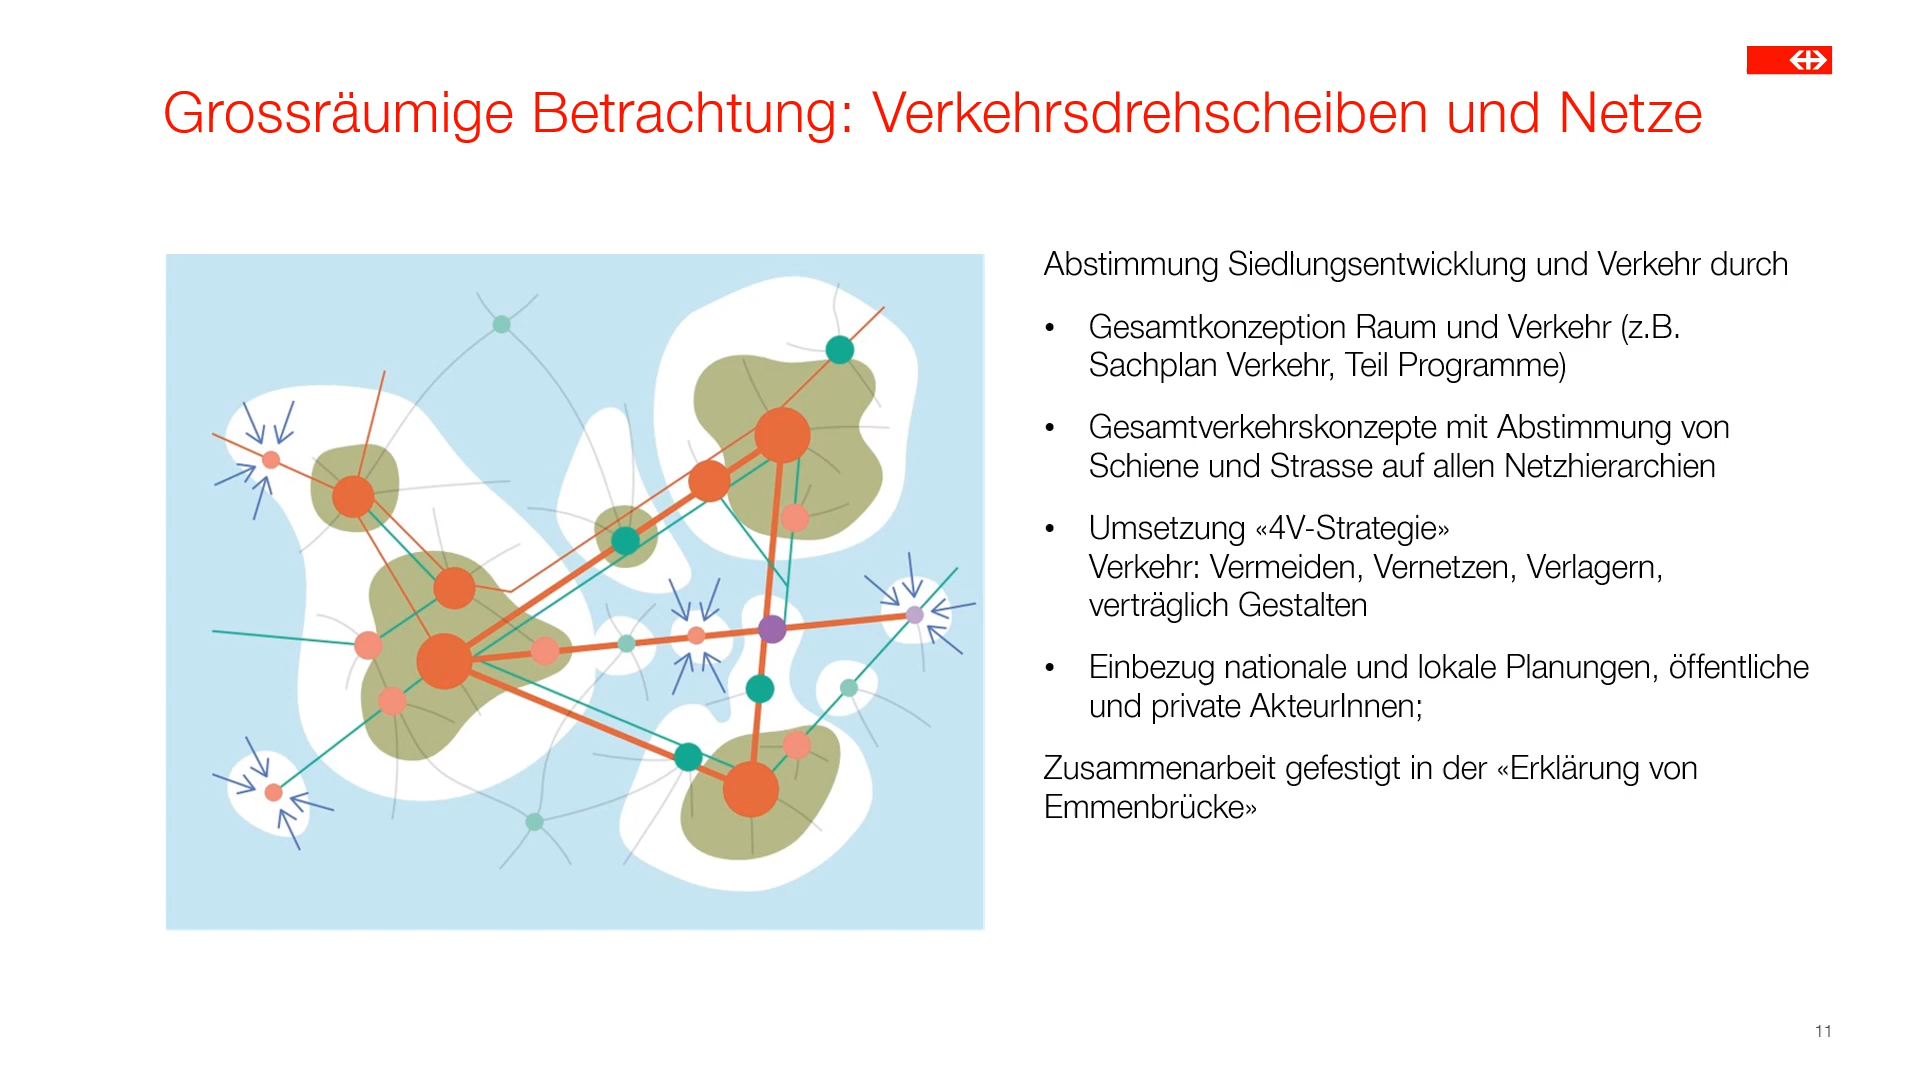 Grossräumige Betrachtung: Verkehrsdrehscheiben und Netze
Abstimmung Siedlungsentwicklung und Verkehr durch
• Gesamtkonzeption Raum und Verkehr (z.B.
Sachplan Verkehr, Teil Programme)
• Gesamtverkehrskonzepte mit Abstimmung von
Schiene und Strasse auf allen Netzhierarchien
• Umsetzung «4V-Strategie»
Verkehr: Vermeiden, Vernetzen, Verlagern,
verträglich Gestalten
• Einbezug nationale und lokale Planungen, öffentliche
und private AkteurInnen;
Zusammenarbeit gefestigt in der «Erklärung von
Emmenbrücke»
11